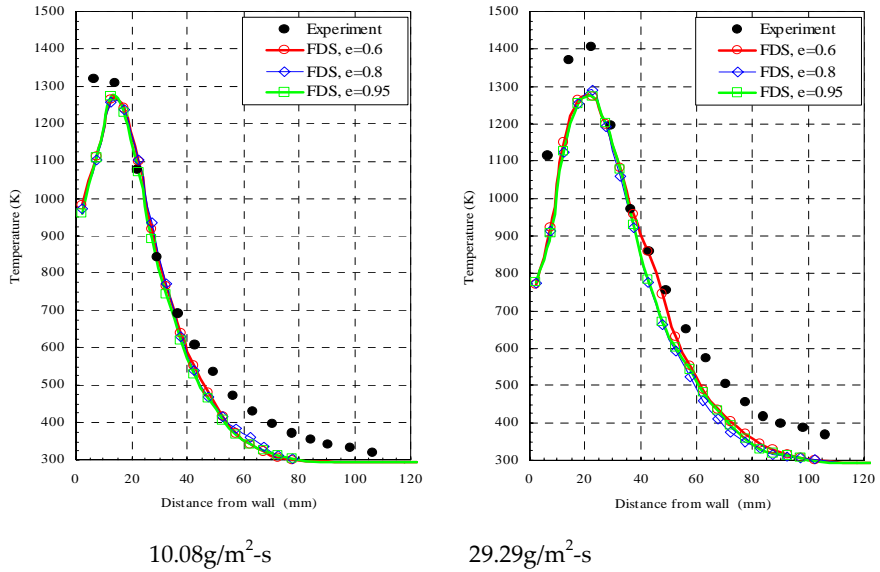 1500
1400
1300
1200
1100
1000
900
800
700
600
500
400
300
Temperature (K)
0 20 40 60 80 100 120
Distance from wall (mm)
Experiment
FDS, e=0.6
FDS, e=0.8
FDS, e=0.95
10.08g/m²-s
1500
1400
1300
1200
1100
1000
900
800
700
600
500
400
300
Temperature (K)
0 20 40 60 80 100 120
Distance from wall (mm)
Experiment
FDS, e=0.6
FDS, e=0.8
FDS, e=0.95
29.29g/m²-s